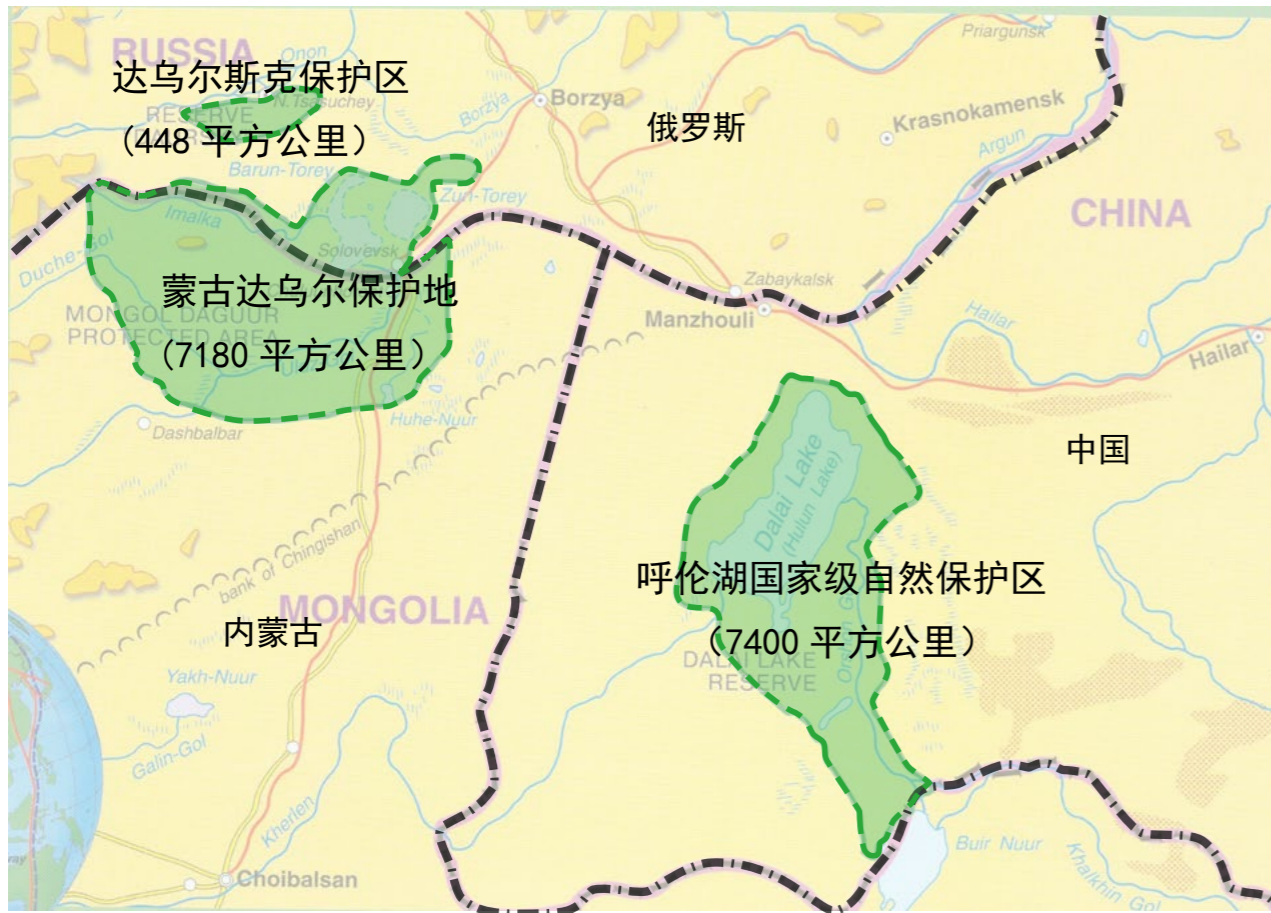 RUSSIA
Onon
Priargunsk
达乌尔斯克保护区
N.Tsasuchey
Borzya
Borzya
Krasnokamensk
俄罗斯
RESERVE
(448 平方公里)
Argun
Barun-Torey
Zun-Torey
CHINA
Imalka
Solovevsk
Duche-Gol
Zabaykalsk
蒙古达乌尔保护地
MONGOL DAGUUR
PROTECTED AREA
(7180 平方公里)
Manzhouli
Hailar
Hailar
Huhe-Nuur
Dashbalbar
中国
Dalai Lake
(Hulun Lake)
bank of Chingishan
呼伦湖国家级自然保护区
(7400 平方公里)
MONGOLIA
内蒙古
DALAI LAKE
RESERVE
Yakh-Nuur
Galin-Gol
Kherlen
Buir Nuur
Khalkhin Gol
Choibalsan